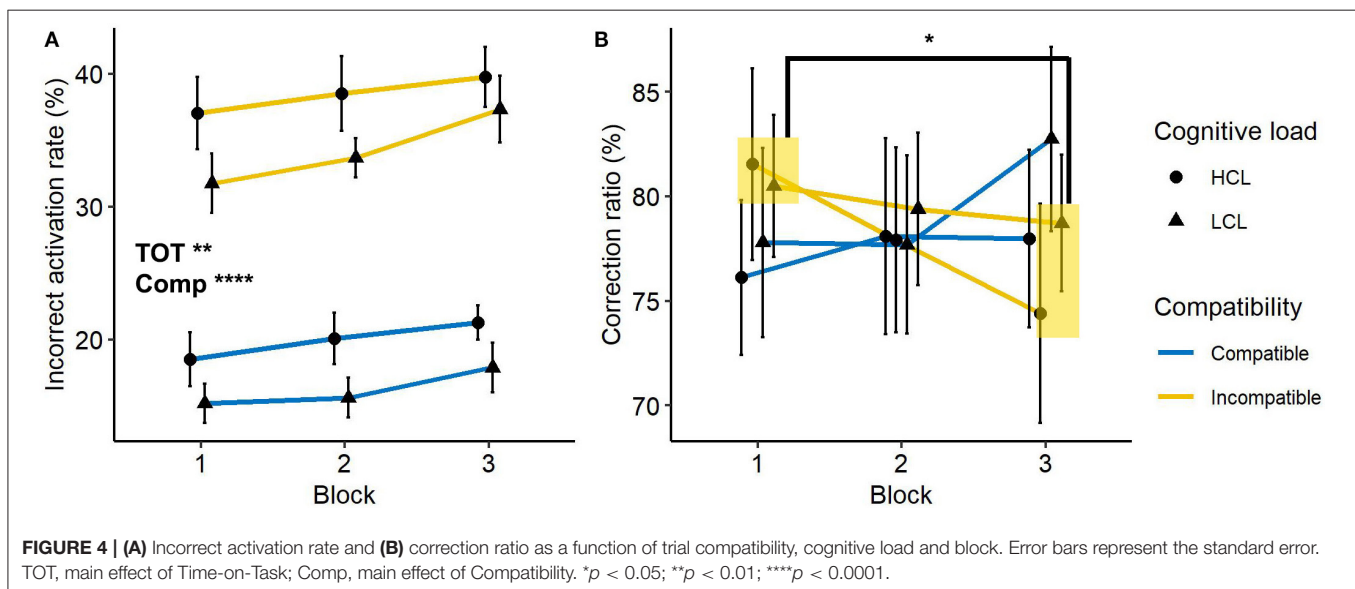 A
Incorrect activation rate (%)
40
30
20
TOT **
Comp ****
1 2 3
Block
B
*
Correction ratio (%)
85
80
75
70
1 2 3
Block
Cognitive load
HCL
LCL
Compatibility
Compatible
Incompatible
FIGURE 4 | (A) Incorrect activation rate and (B) correction ratio as a function of trial compatibility, cognitive load and block. Error bars represent the standard error.
TOT, main effect of Time-on-Task; Comp, main effect of Compatibility. *p < 0.05; **p < 0.01; ****p < 0.0001.